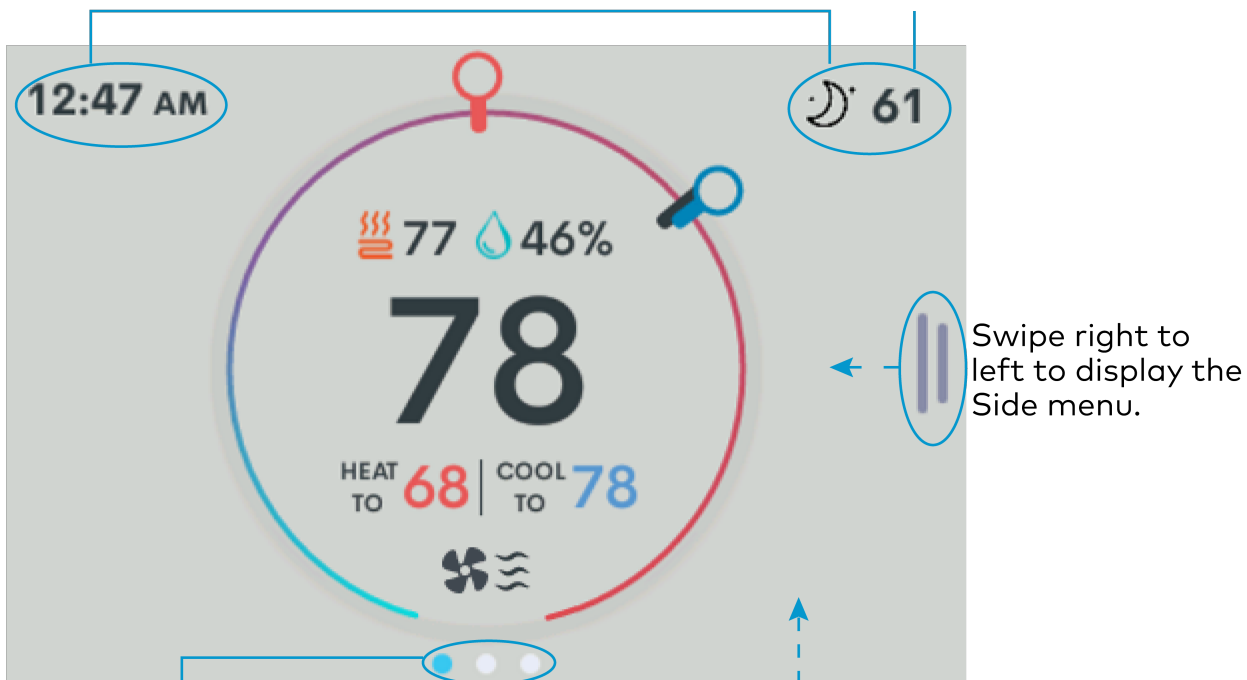 12:47 AM
61
77 46%
78
HEAT TO 68 COOL TO 78
Swipe right to
left to display the
Side menu.